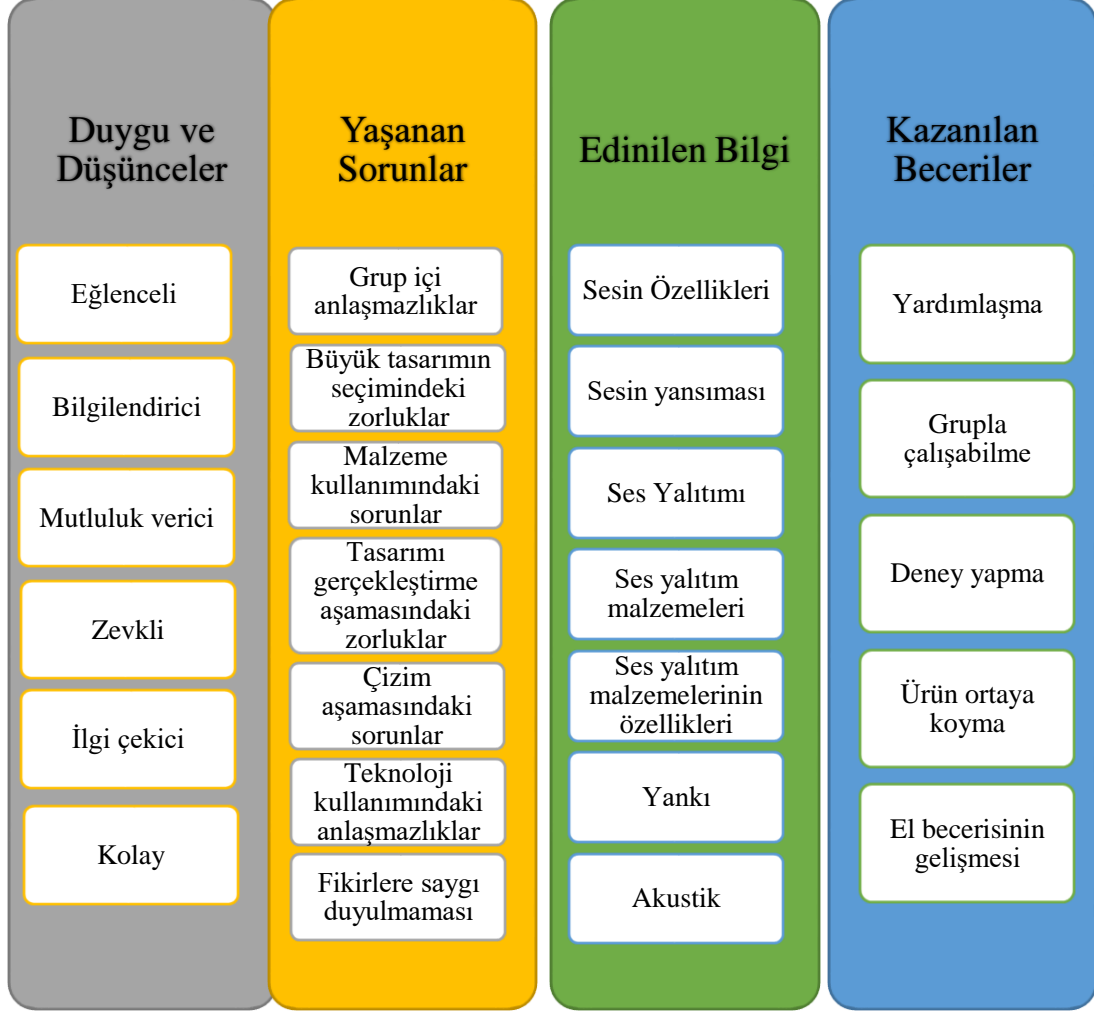 Duygu ve
Düşünceler
Eğlenceli
Bilgilendirici
Mutluluk verici
Zevkli
İlgi çekici
Kolay
Yaşanan
Sorunlar
Grup içi
anlaşmazlıklar
Büyük tasarımın
seçimindeki
zorluklar
Malzeme
kullanımındaki
sorunlar
Tasarımı
gerçekleştirme
aşamasındaki
zorluklar
Çizim
aşamasındaki
sorunlar
Teknoloji
kullanımındaki
anlaşmazlıklar
Fikirlere saygı
duyulmaması
Edinilen Bilgi
Sesin Özellikleri
Sesin yansıması
Ses Yalıtımı
Ses yalıtım
malzemeleri
Ses yalıtım
malzemelerinin
özellikleri
Yankı
Akustik
Kazanılan
Beceriler
Yardımlaşma
Grupla
çalışabilme
Deney yapma
Ürün ortaya
koyma
El becerisinin
gelişmesi